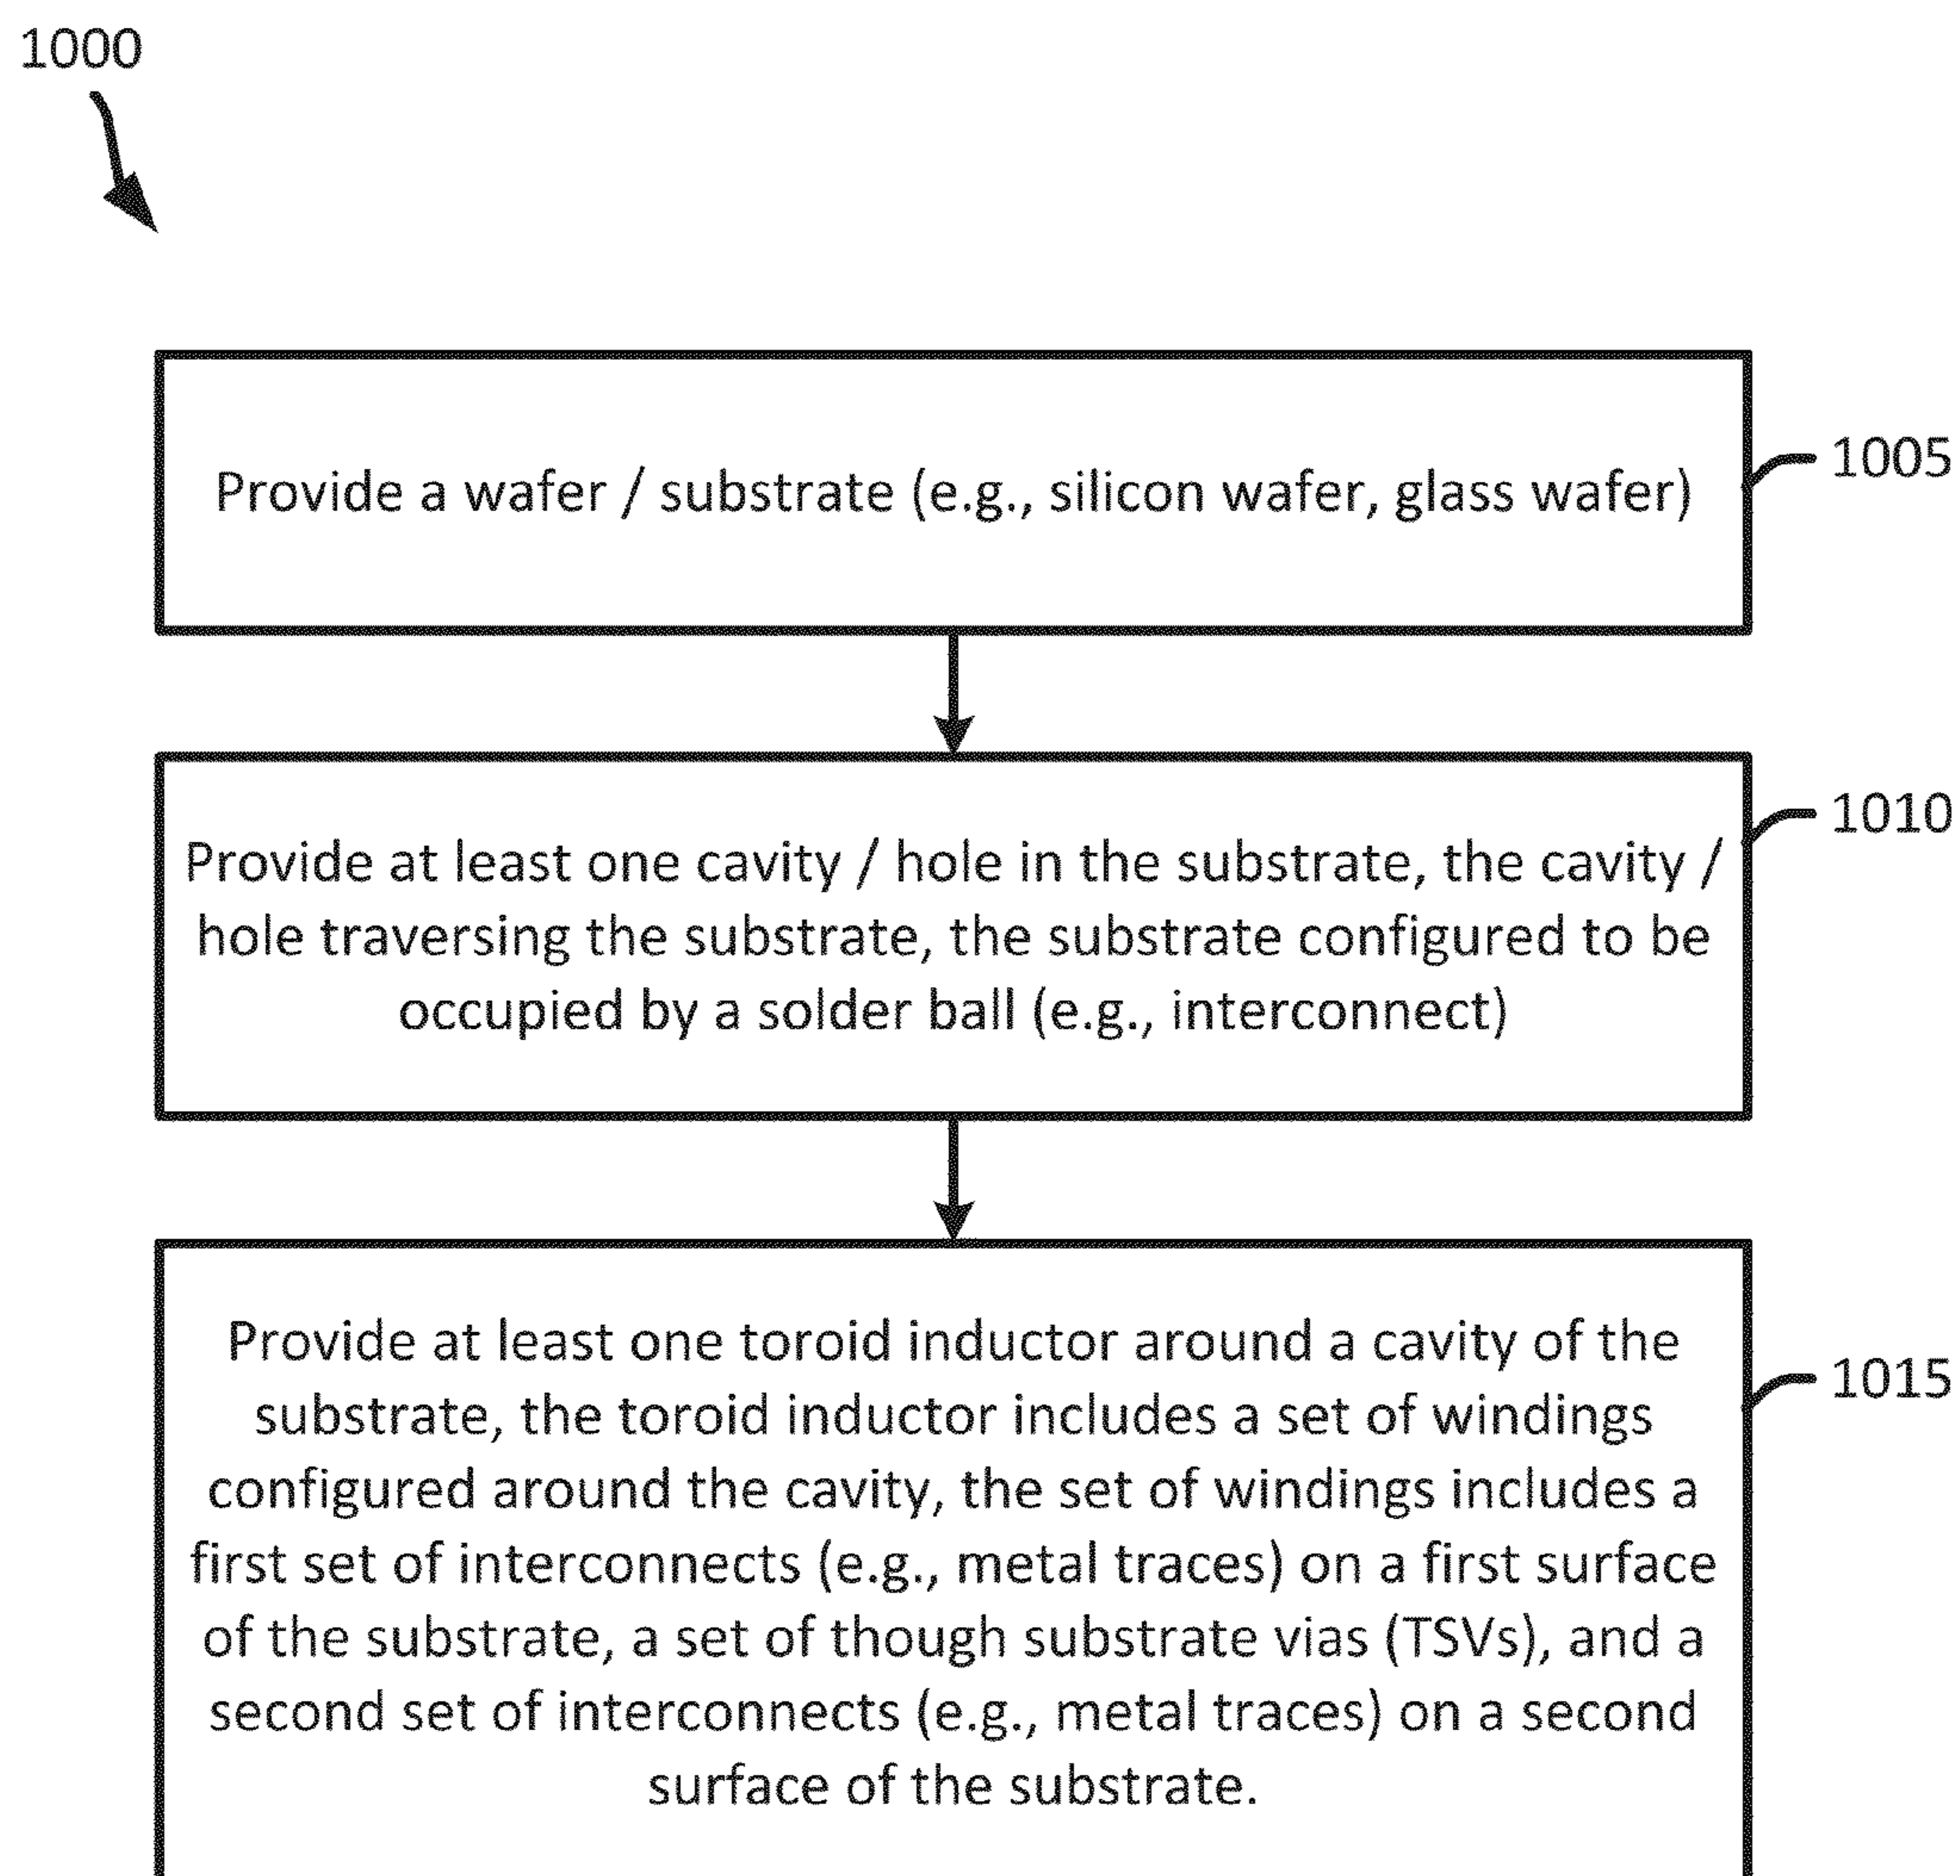 1000
Provide a wafer / substrate (e.g., silicon wafer, glass wafer)
1005
Provide at least one cavity / hole in the substrate, the cavity /
hole traversing the substrate, the substrate configured to be
occupied by a solder ball (e.g., interconnect)
1010
Provide at least one toroid inductor around a cavity of the
substrate, the toroid inductor includes a set of windings
configured around the cavity, the set of windings includes a
first set of interconnects (e.g., metal traces) on a first surface
of the substrate, a set of though substrate vias (TSVs), and a
second set of interconnects (e.g., metal traces) on a second
surface of the substrate.
1015